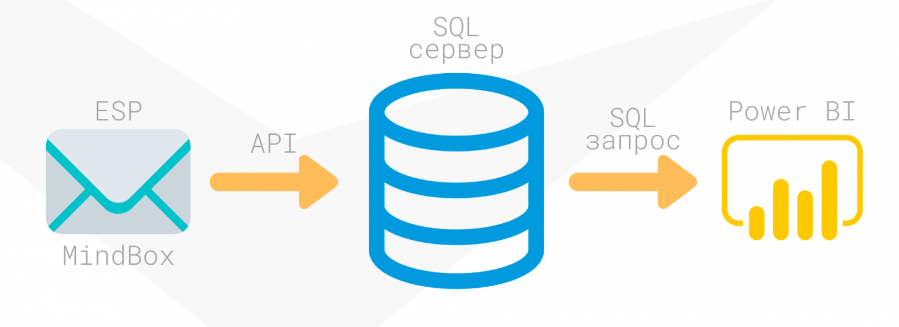 ESP
MindBox
API
SQL
сервер
SQL
запрос
Power BI